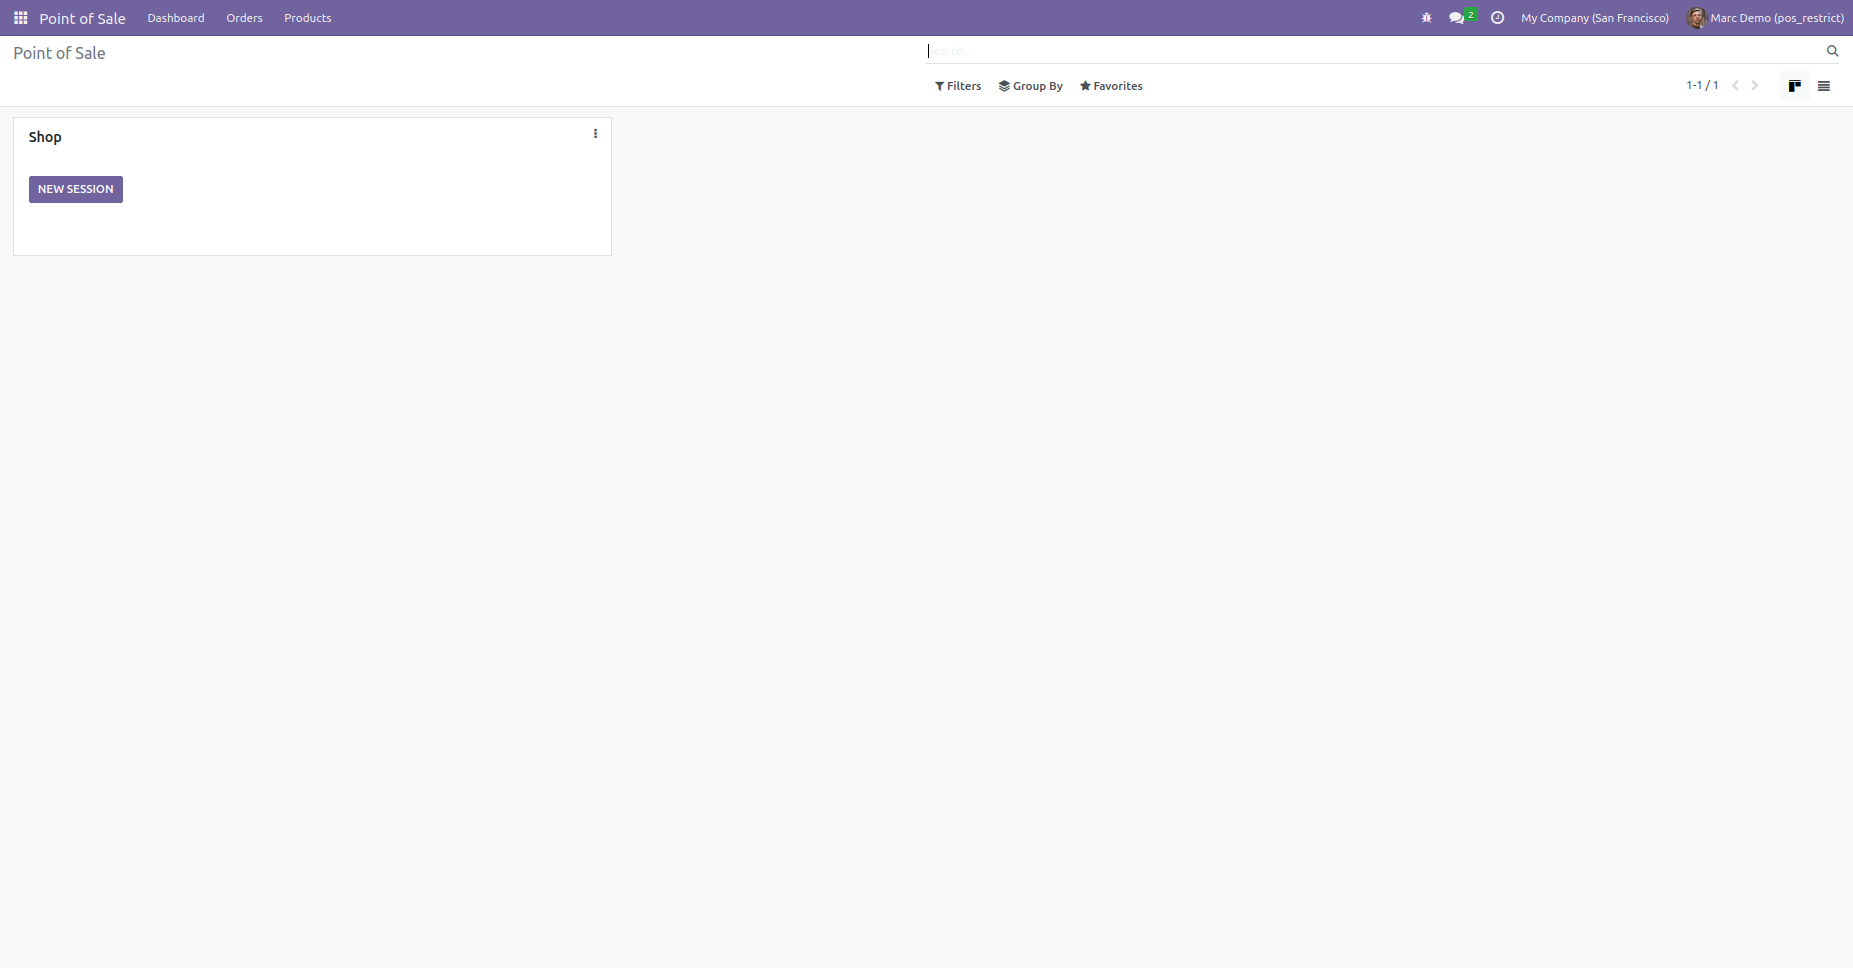 Point of Sale Dashboard Orders Products 2 My Company (San Francisco) Marc Demo (pos_restrict)
Point of Sale Search...
Filters Group By Favorites 1-1 / 1
Shop
NEW SESSION